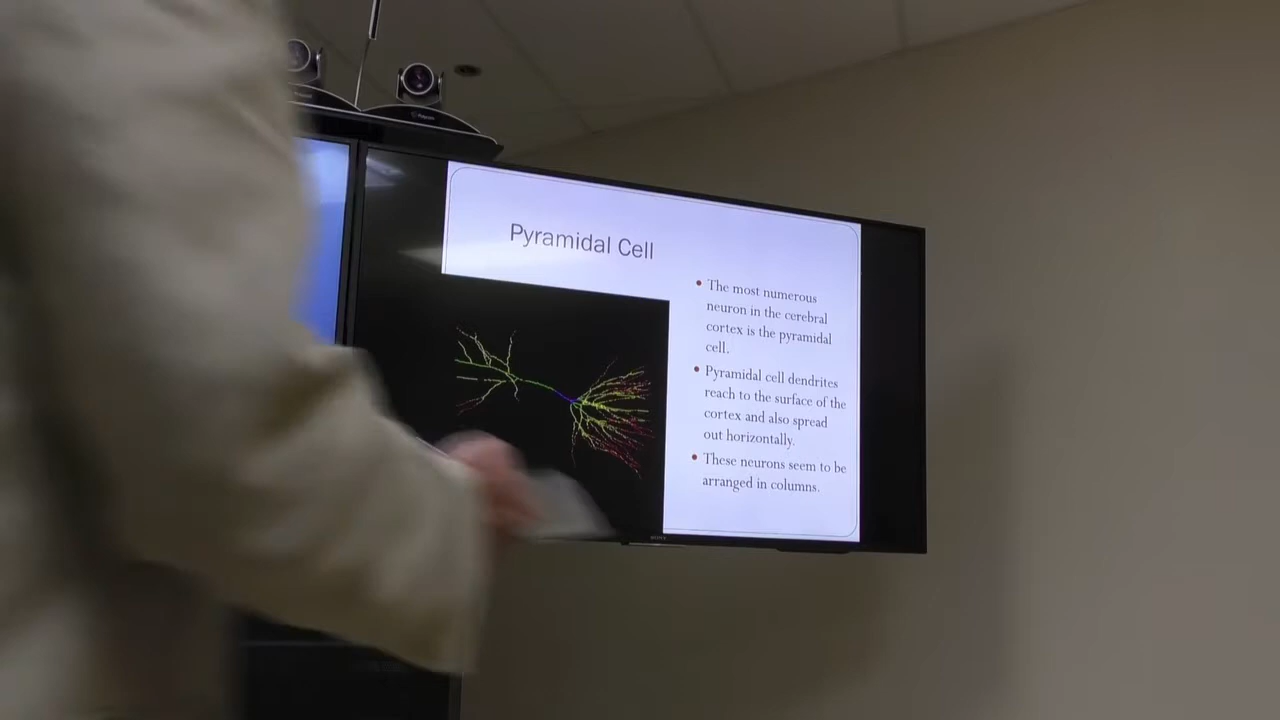 Pyramidal Cell
• The most numerous
neuron in the cerebral
cortex is the pyramidal
cell.
• Pyramidal cell dendrites
reach to the surface of the
cortex and also spread
out horizontally.
• These neurons seem to be
arranged in columns.
SONY